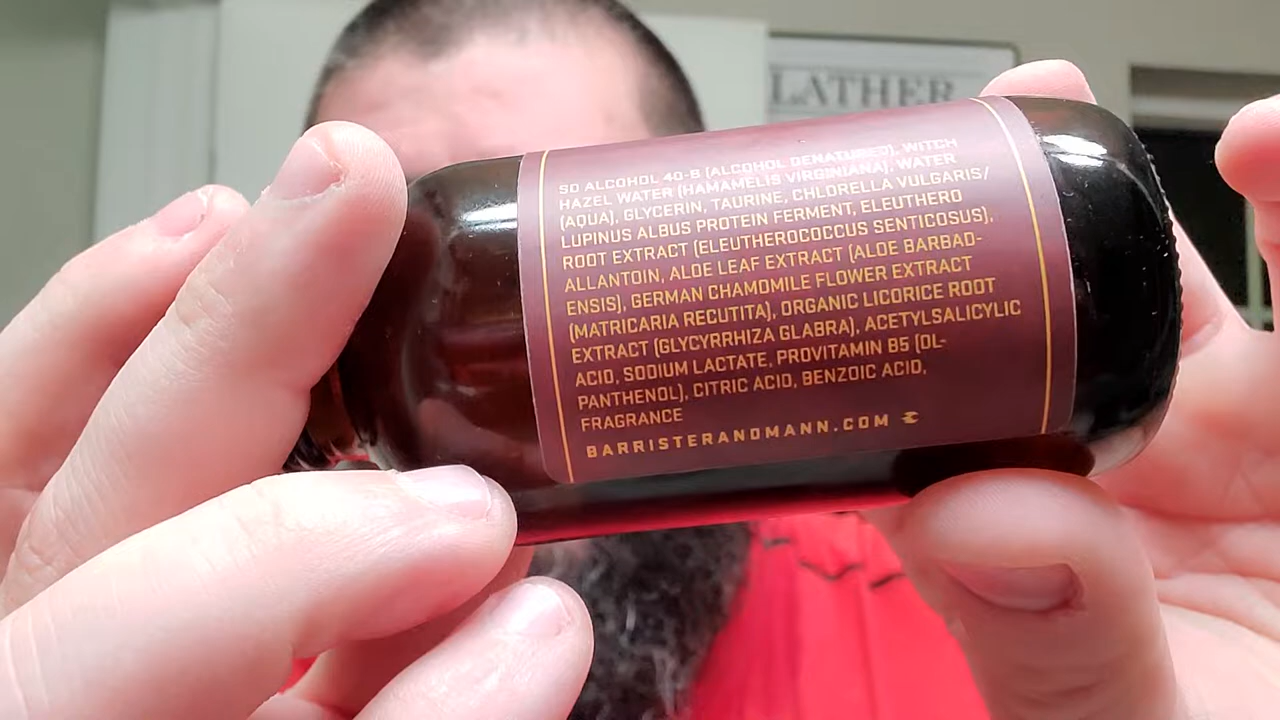 LATHER
SD ALCOHOL 40-B (ALCOHOL DENATURED), WITCH
HAZEL WATER (HAMAMELIS VIRGINIANA), WATER
(AQUA), GLYCERIN, TAURINE, CHLORELLA VULGARIS/
LUPINUS ALBUS PROTEIN FERMENT, ELEUTHERO
ROOT EXTRACT (ELEUTHEROCOCCUS SENTICOSUS),
ALLANTOIN, ALOE LEAF EXTRACT (ALOE BARBAD-
ENSIS), GERMAN CHAMOMILE FLOWER EXTRACT
(MATRICARIA RECUTITA), ORGANIC LICORICE ROOT
EXTRACT (GLYCYRRHIZA GLABRA), ACETYLSALICYLIC
ACID, SODIUM LACTATE, PROVITAMIN B5 (DL-
PANTHENOL), CITRIC ACID, BENZOIC ACID,
FRAGRANCE
BARRISTERANDMANN.COM